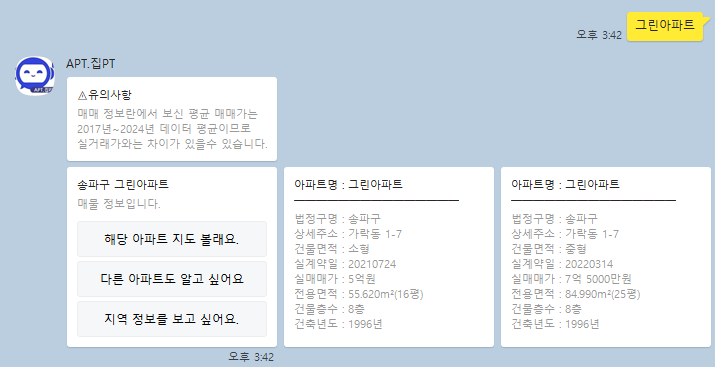 그린아파트
오후 3:42
APT.집PT
⚠유의사항
매매 정보란에서 보신 평균 매매가는
2017년~2024년 데이터 평균이므로
실거래가와는 차이가 있을수 있습니다.
송파구 그린아파트
매물 정보입니다.
해당 아파트 지도 볼래요.
다른 아파트도 알고 싶어요
지역 정보를 보고 싶어요.
아파트명 : 그린아파트
법정구명 : 송파구
상세주소 : 가락동 1-7
건물면적 : 소형
실계약일 : 20210724
실매매가 : 5억원
전용면적 : 55,620m²(16평)
건물층수 : 8층
건축년도 : 1996년
아파트명 : 그린아파트
법정구명 : 송파구
상세주소 : 가락동 1-7
건물면적 : 중형
실계약일 : 20220314
실매매가 : 7억 5000만원
전용면적 : 84,990m²(25평)
건물층수 : 8층
건축년도 : 1996년
오후 3:42